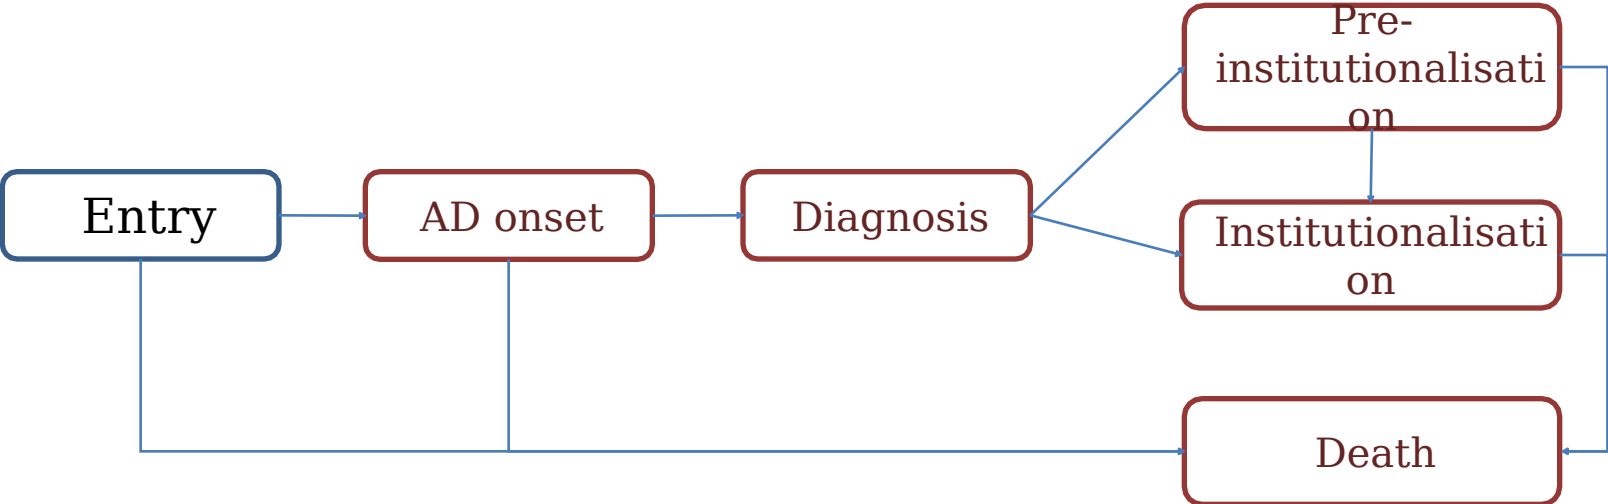 Pre-
institutionalisati
on
Entry
AD onset
Diagnosis
Institutionalisati
on
Death